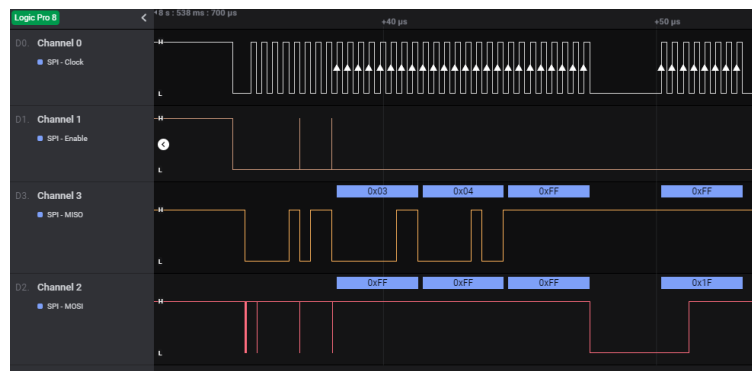 Logic Pro 8
8 s : 538 ms : 700 µs
+40 µs
+50 µs
D0. Channel 0
SPI - Clock
H
L
D1. Channel 1
SPI - Enable
H
L
0x03 0x04 0xFF 0xFF
D3. Channel 3
SPI - MISO
H
L
0xFF 0xFF 0xFF 0x1F
D2. Channel 2
SPI - MOSI
H
L